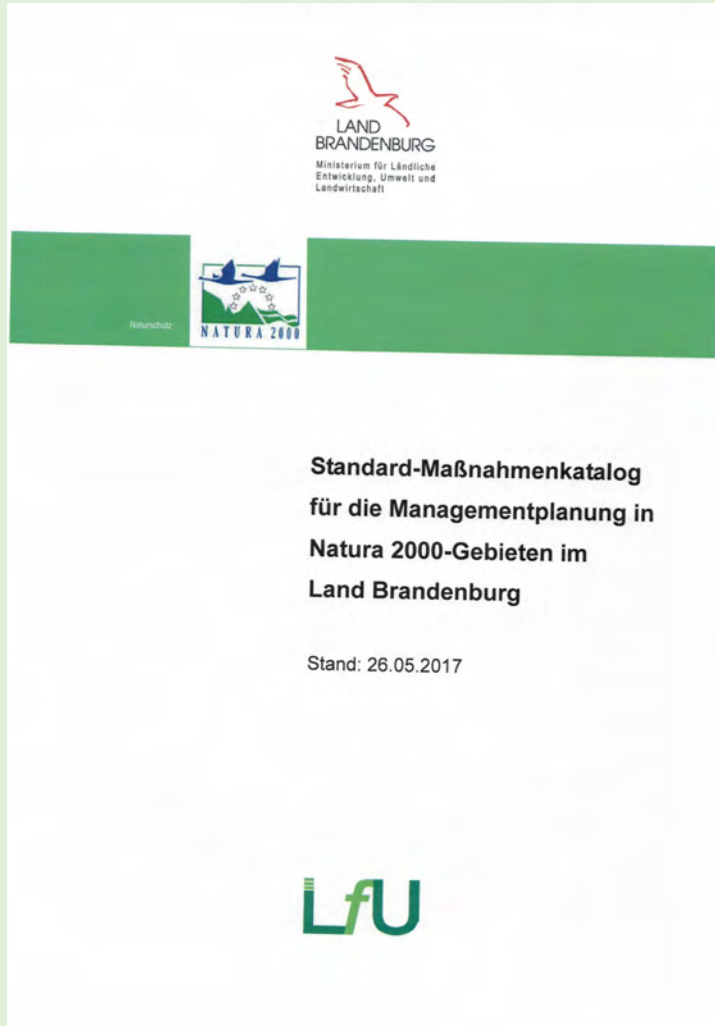 LAND
BRANDENBURG
Ministerium für Ländliche
Entwicklung, Umwelt und
Landwirtschaft
Naturschutz
NATURA 2000
Standard-Maßnahmenkatalog
für die Managementplanung in
Natura 2000-Gebieten im
Land Brandenburg
Stand: 26.05.2017
LfU